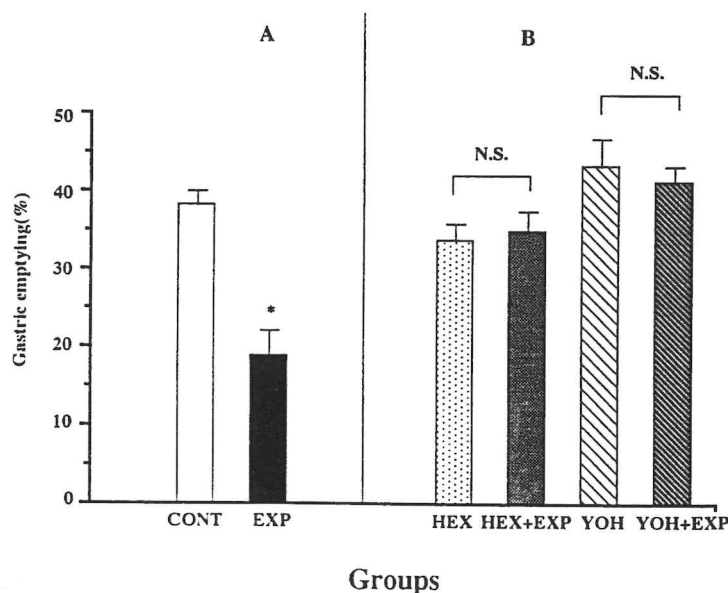 A
B
N.S.
N.S.
50
40
30
20
10
0
Gastric emptying(%)
*
CONT EXP HEX HEX+EXP YOH YOH+EXP
Groups